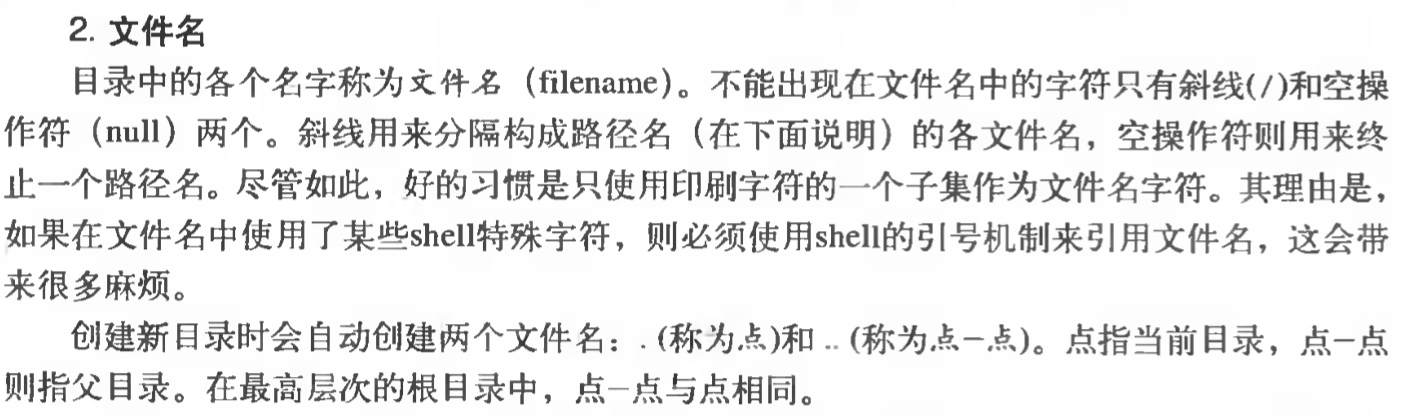 2. 文件名
目录中的各个名字称为文件名（filename）。不能出现在文件名中的字符只有斜线(/)和空操
作符（null）两个。斜线用来分隔构成路径名（在下面说明）的各文件名，空操作符则用来终
止一个路径名。尽管如此，好的习惯是只使用印刷字符的一个子集作为文件名字符。其理由是，
如果在文件名中使用了某些shell特殊字符，则必须使用shell的引号机制来引用文件名，这会带
来很多麻烦。
创建新目录时会自动创建两个文件名：. (称为点)和 .. (称为点－点)。点指当前目录，点－点
则指父目录。在最高层次的根目录中，点－点与点相同。